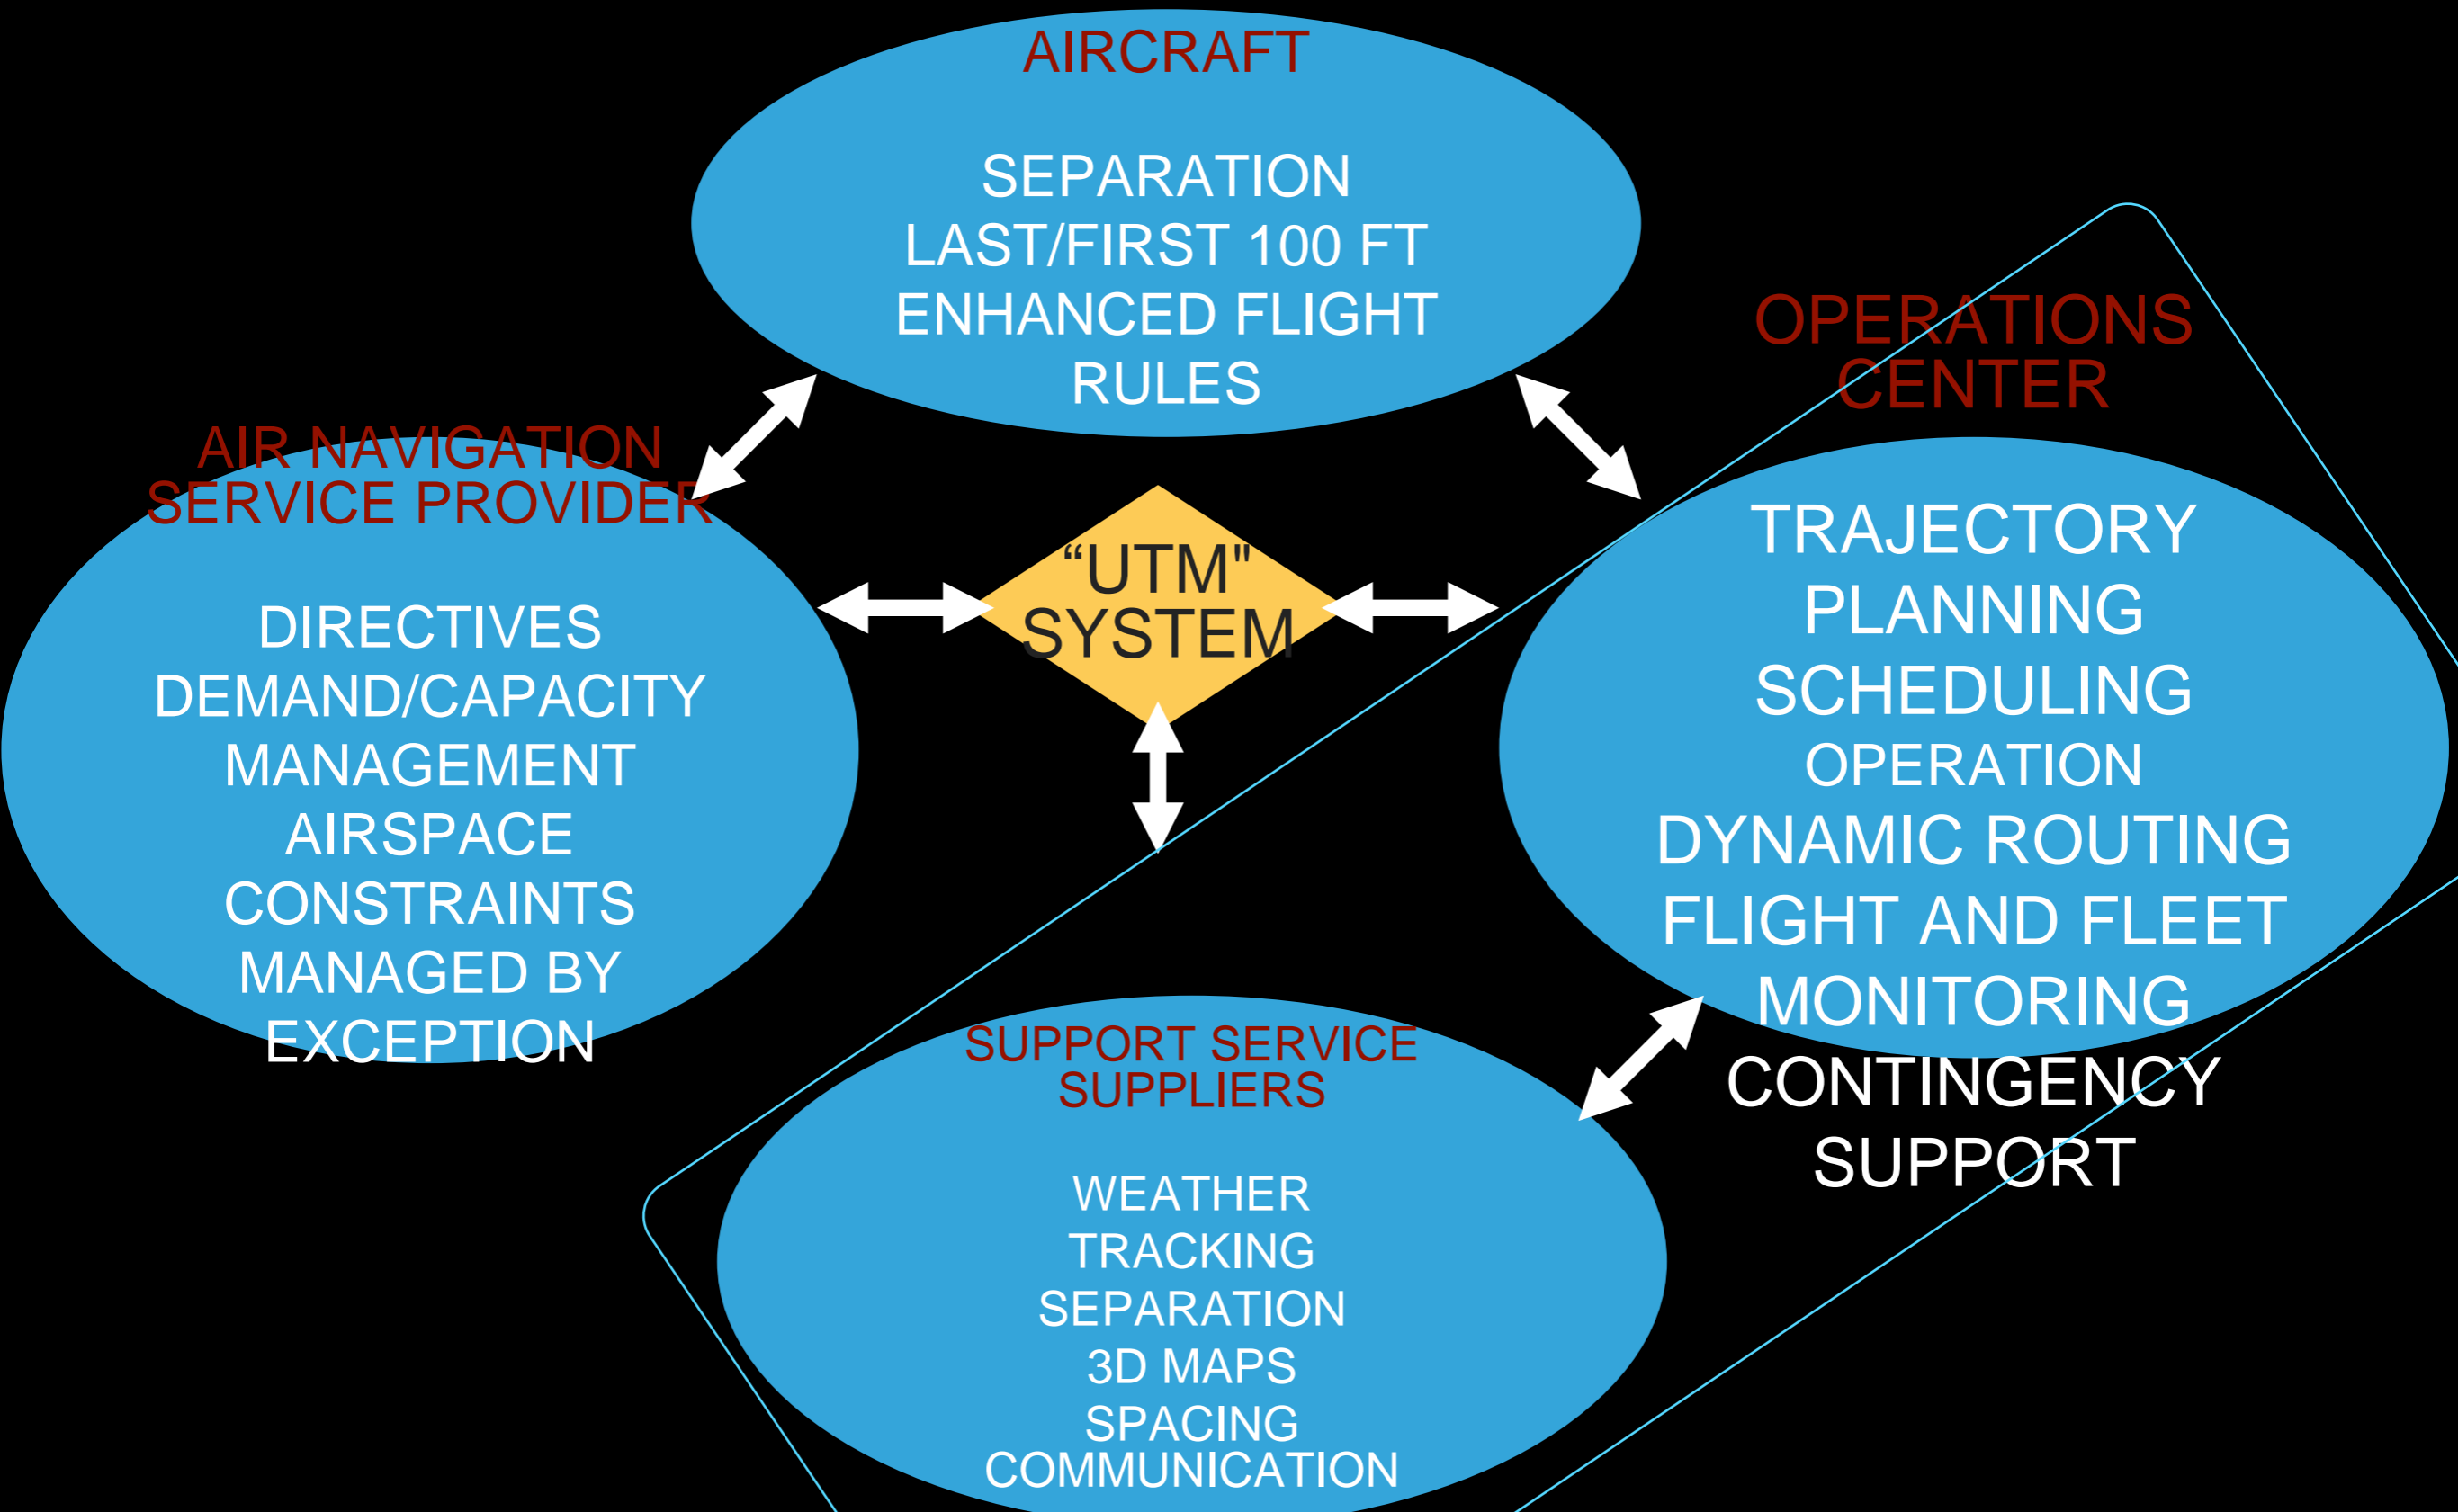 AIRCRAFT
SEPARATION
LAST/FIRST 100 FT
ENHANCED FLIGHT
RULES
AIR NAVIGATION
SERVICE PROVIDER
DIRECTIVES
DEMAND/CAPACITY
MANAGEMENT
AIRSPACE
CONSTRAINTS
MANAGED BY
EXCEPTION
“UTM"
SYSTEM
OPERATIONS
CENTER
TRAJECTORY
PLANNING
SCHEDULING
OPERATION
DYNAMIC ROUTING
FLIGHT AND FLEET
MONITORING
CONTINGENCY
SUPPORT
SUPPORT SERVICE
SUPPLIERS
WEATHER
TRACKING
SEPARATION
3D MAPS
SPACING
COMMUNICATION